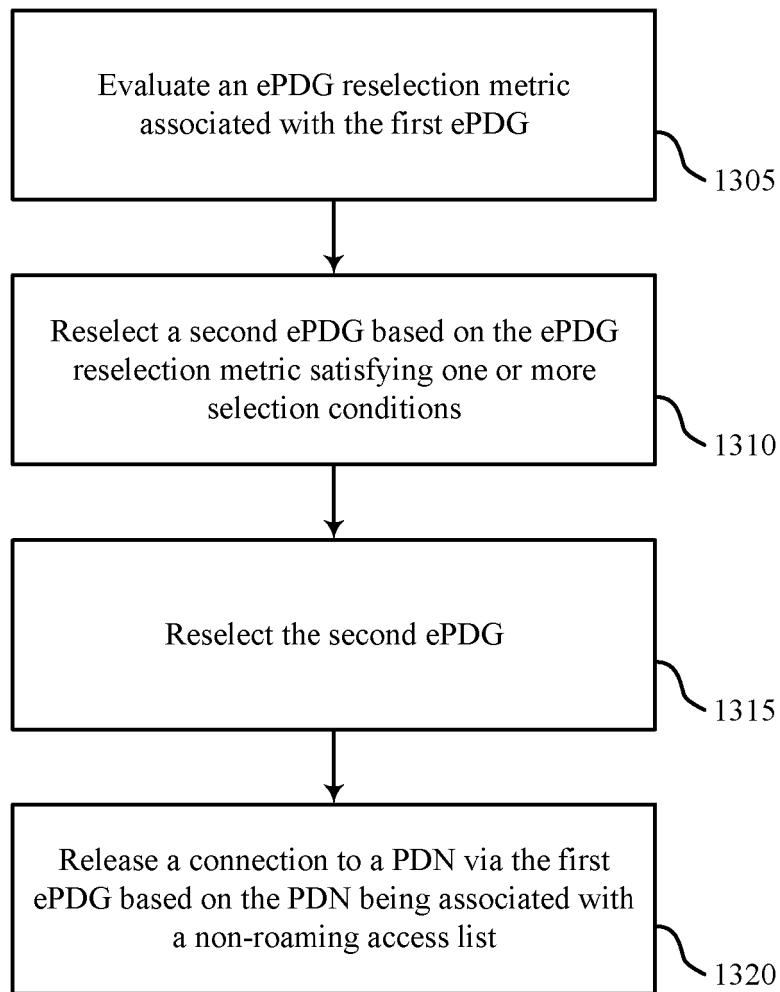 Evaluate an ePDG reselection metric
associated with the first ePDG
1305
Reselect a second ePDG based on the ePDG
reselection metric satisfying one or more
selection conditions
1310
Reselect the second ePDG
1315
Release a connection to a PDN via the first
ePDG based on the PDN being associated with
a non-roaming access list
1320